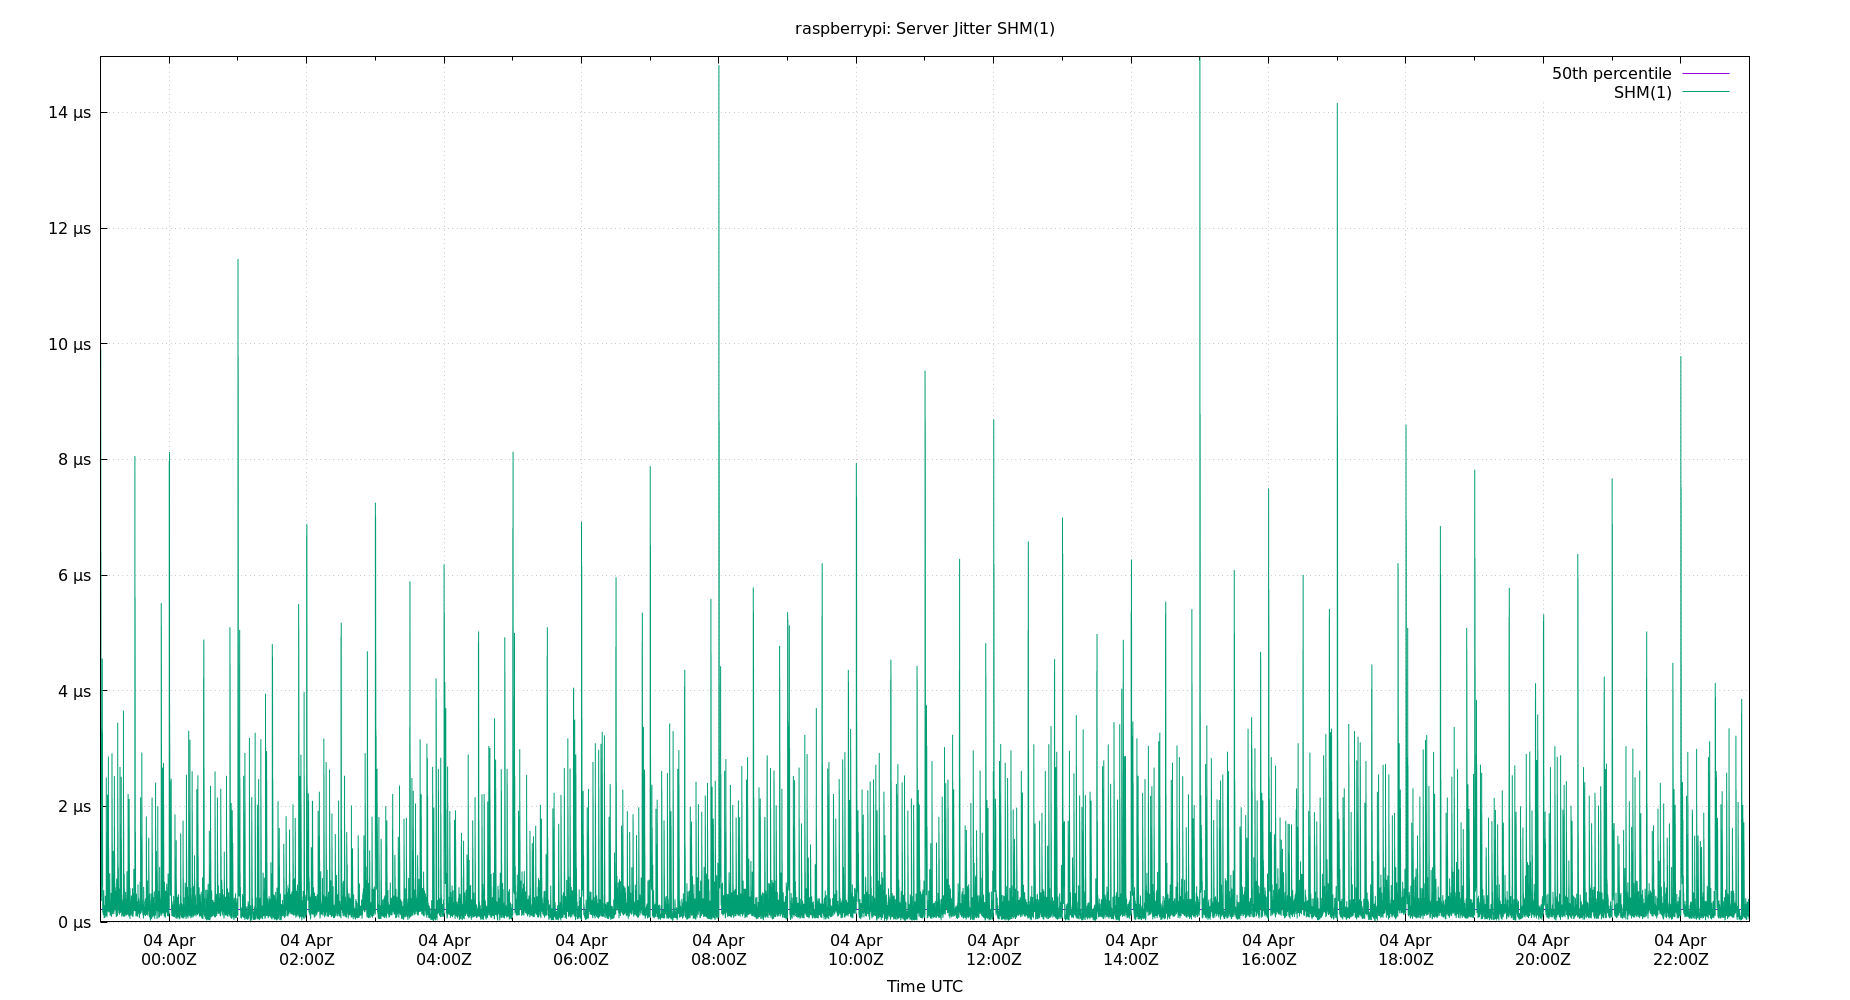 raspberrypi: Server Jitter SHM(1)
50th percentile
SHM(1)
14 µs
12 µs
10 µs
8 µs
6 µs
4 µs
2 µs
0 µs
04 Apr 04 Apr 04 Apr 04 Apr 04 Apr 04 Apr 04 Apr 04 Apr 04 Apr 04 Apr 04 Apr 04 Apr
00:00Z 02:00Z 04:00Z 06:00Z 08:00Z 10:00Z 12:00Z 14:00Z 16:00Z 18:00Z 20:00Z 22:00Z
Time UTC